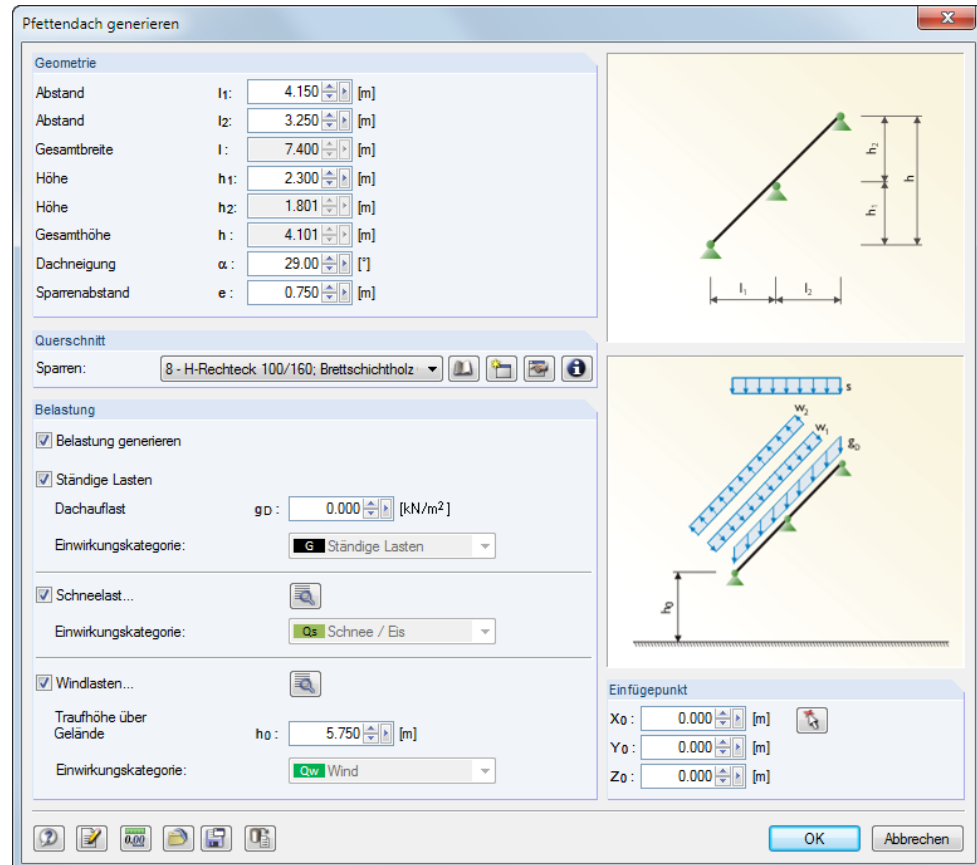 Pfettendach generieren
Geometrie
Abstand l1: 4.150 [m]
Abstand l2: 3.250 [m]
Gesamtbreite l : 7.400 [m]
Höhe h1: 2.300 [m]
Höhe h2: 1.801 [m]
Gesamthöhe h : 4.101 [m]
Dachneigung α : 29.00 [°]
Sparrenabstand e : 0.750 [m]
h2
h
h1
l1 l2
Querschnitt
Sparren: 8 - H-Rechteck 100/160; Brettschichtholz
Belastung
Belastung generieren
Ständige Lasten
Dachauflast gD : 0.000 [kN/m²]
Einwirkungskategorie: G Ständige Lasten
Schneelast...
Einwirkungskategorie: Qs Schnee / Eis
Windlasten...
Traufhöhe über
Gelände h0 : 5.750 [m]
Einwirkungskategorie: Qw Wind
s
w2
w1
gD
h0
Einfügepunkt
X0 : 0.000 [m]
Y0 : 0.000 [m]
Z0 : 0.000 [m]
0.00
OK Abbrechen